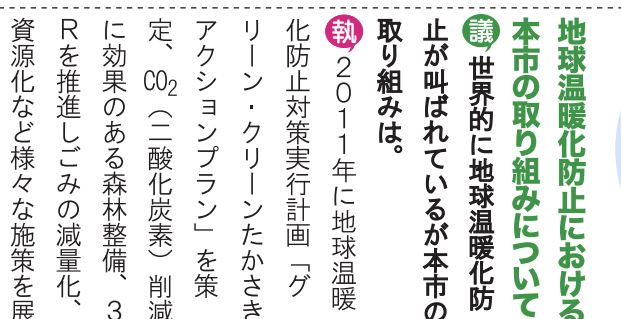 地球温暖化防止における
本市の取り組みについて
議 世界的に地球温暖化防
止が叫ばれているが本市の
取り組みは。
執 2011年に地球温暖
化防止対策実行計画「グ
リーン・クリーンたかさき
アクションプラン」を策
定、CO₂（二酸化炭素）削減
に効果のある森林整備、3
Rを推進しごみの減量化、
資源化など様々な施策を展